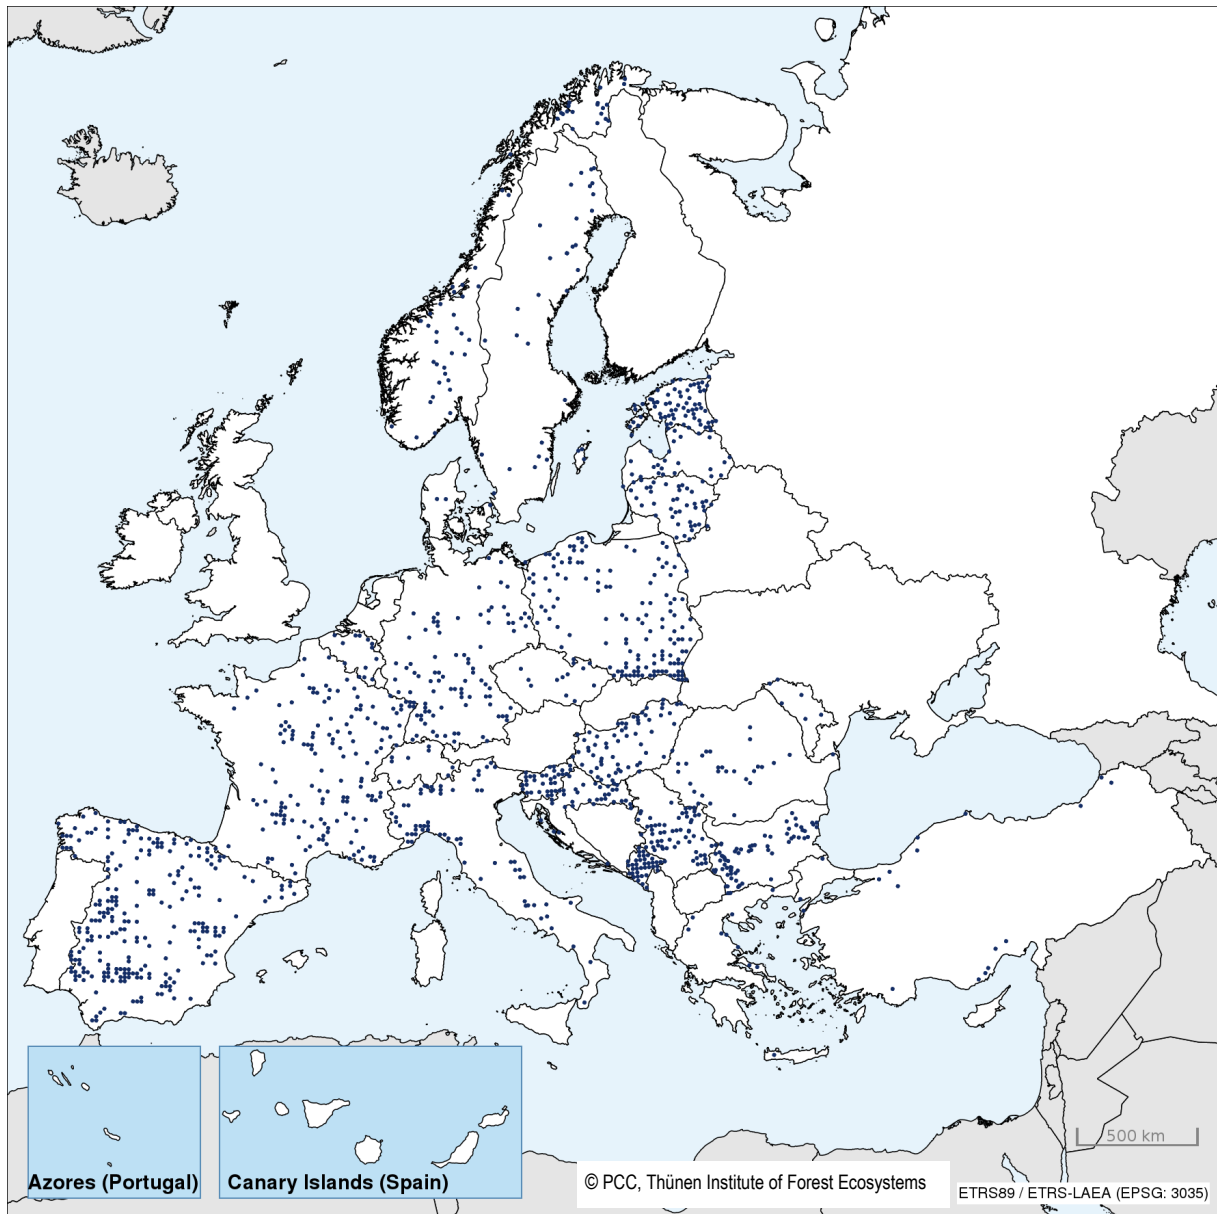 500 km
Azores (Portugal)
Canary Islands (Spain)
© PCC, Thünen Institute of Forest Ecosystems
ETRS89 / ETRS-LAEA (EPSG: 3035)